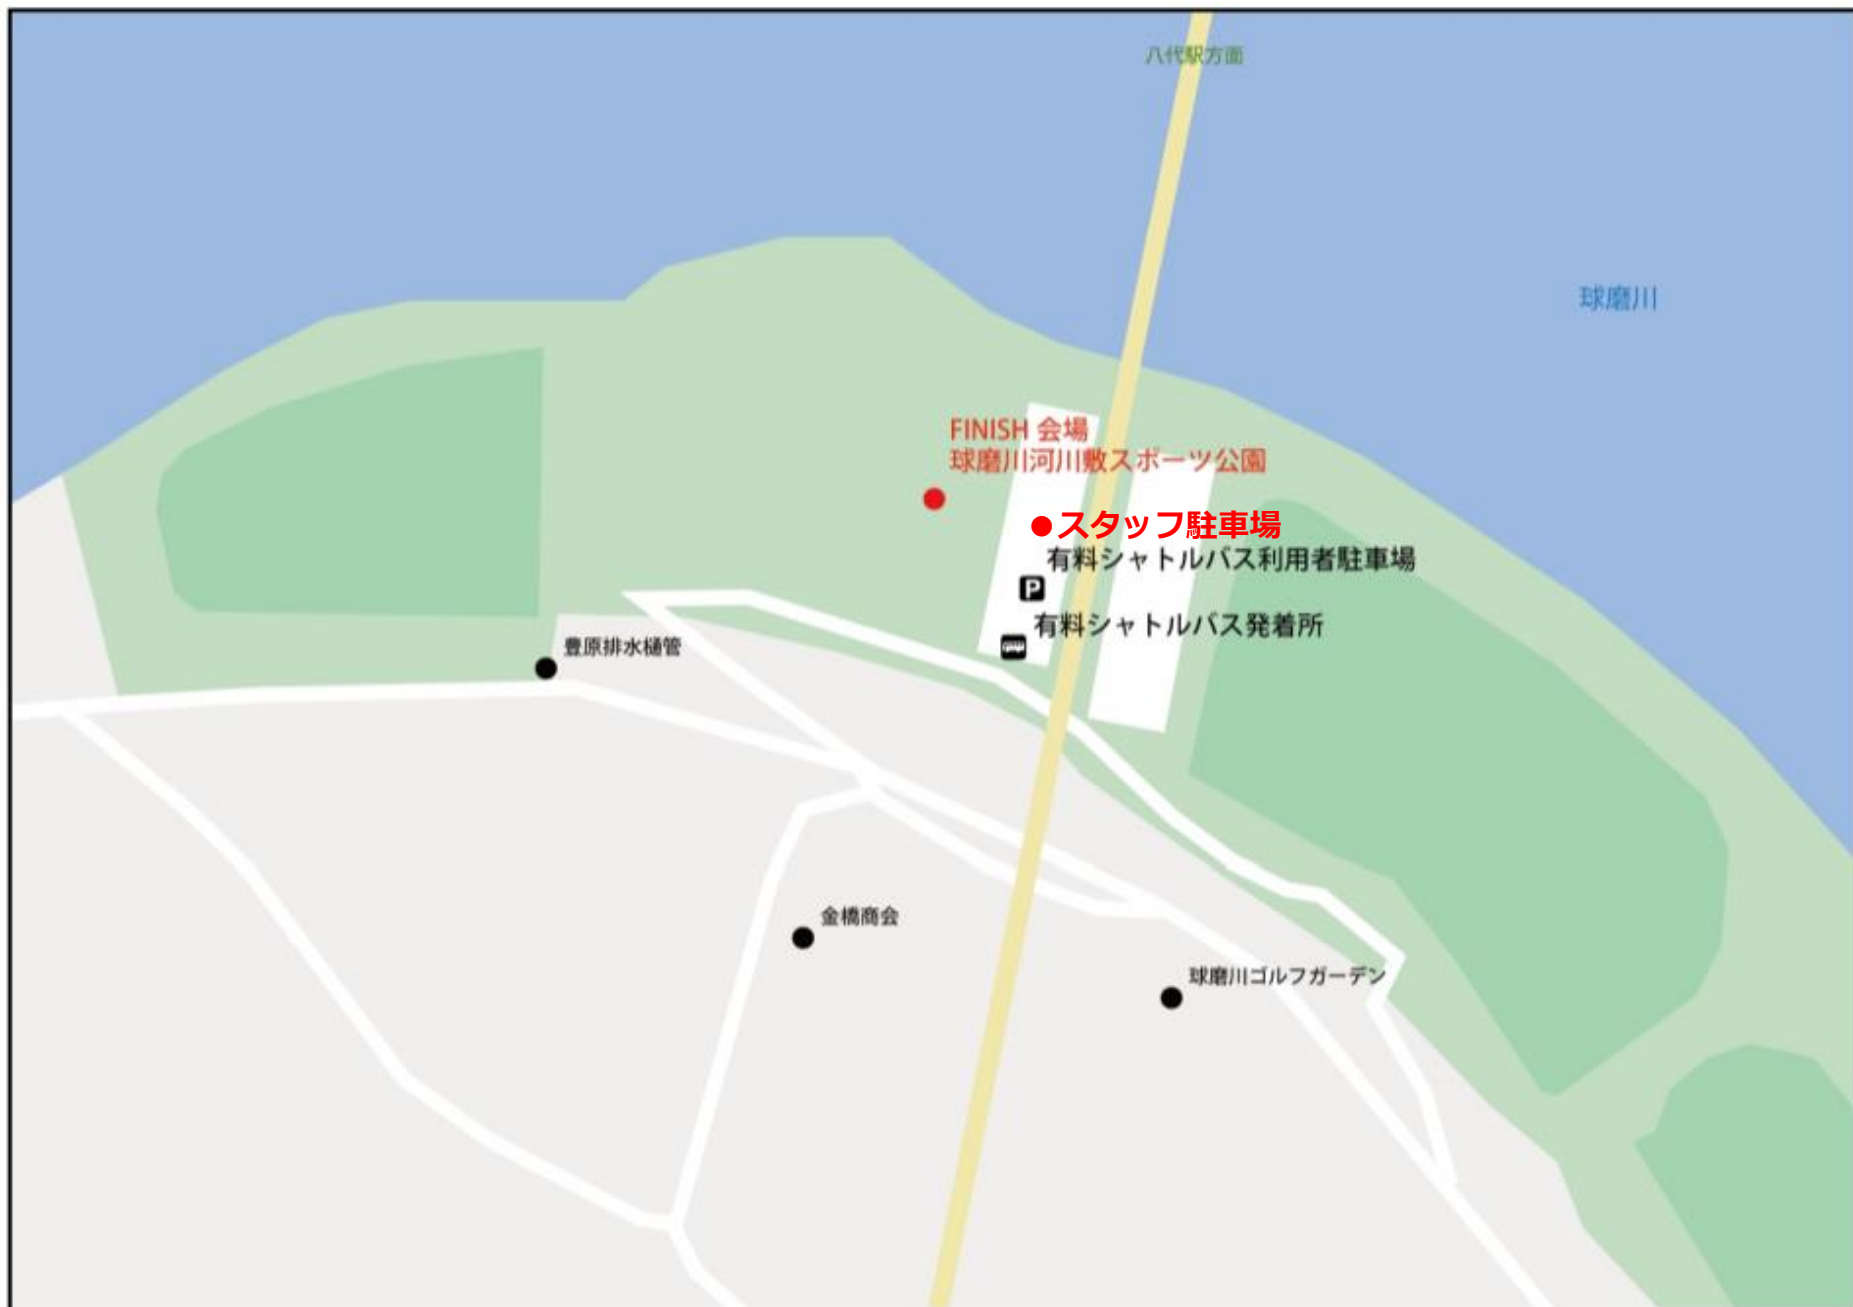 八代駅方面
球磨川
FINISH 会場
球磨川河川敷スポーツ公園
●スタッフ駐車場
有料シャトルバス利用者駐車場
P
有料シャトルバス発着所
豊原排水樋管
金橋商会
球磨川ゴルフガーデン